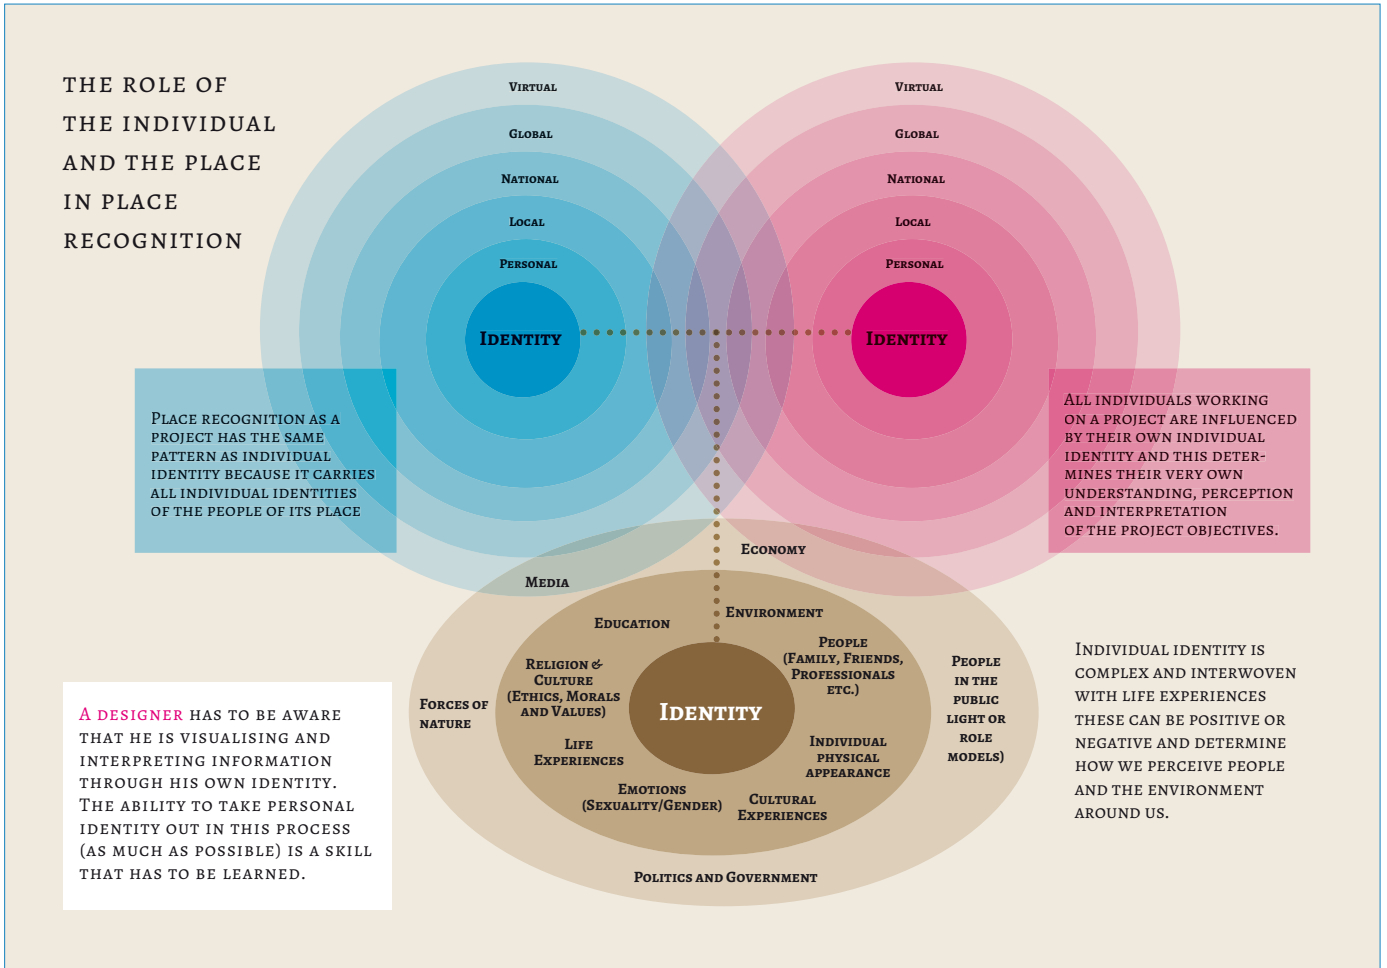 THE ROLE OF
THE INDIVIDUAL
AND THE PLACE
IN PLACE
RECOGNITION
Virtual
Global
National
Local
Personal
Identity
Virtual
Global
National
Local
Personal
Identity
Place recognition as a
project has the same
pattern as individual
identity because it carries
all individual identities
of the people of its place
All individuals working
on a project are influenced
by their own individual
identity and this deter-
mines their very own
understanding, perception
and interpretation
of the project objectives.
Economy
Media
Environment
Education
People
(Family, Friends,
Professionals
etc.)
Religion &
Culture
(Ethics, Morals
and Values)
Forces of
nature
Identity
People
in the
public
light or
role
models)
Life
Experiences
Individual
physical
appearance
Emotions
(Sexuality/Gender)
Cultural
Experiences
Politics and Government
A designer has to be aware
that he is visualising and
interpreting information
through his own identity.
The ability to take personal
identity out in this process
(as much as possible) is a skill
that has to be learned.
Individual identity is
complex and interwoven
with life experiences
these can be positive or
negative and determine
how we perceive people
and the environment
around us.